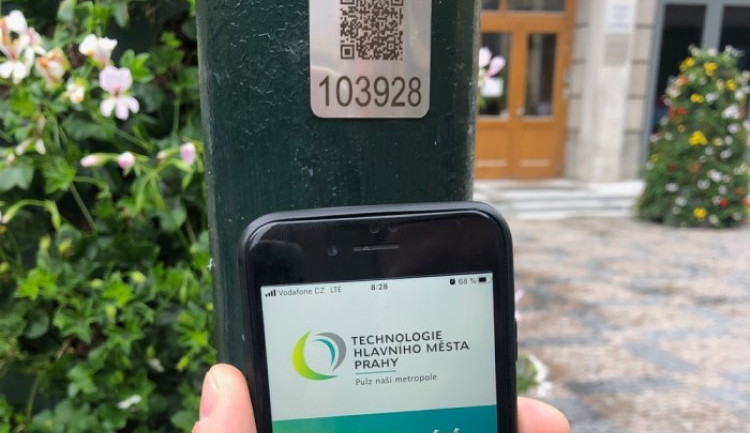 103928
Vodafone CZ LTE 8:28 68 %
TECHNOLOGIE
HLAVNÍHO MĚSTA
PRAHY
Pulz naší metropole